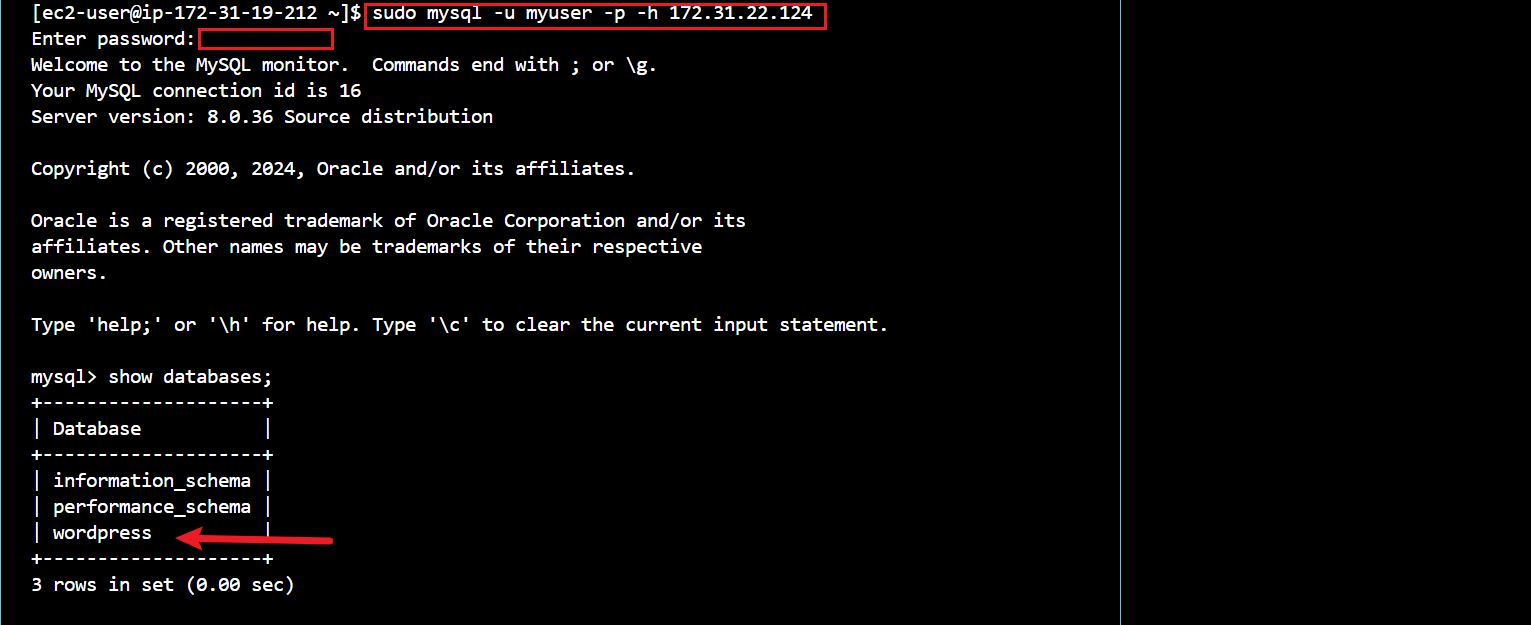 [ec2-user@ip-172-31-19-212 ~]$ sudo mysql -u myuser -p -h 172.31.22.124
Enter password:
Welcome to the MySQL monitor.  Commands end with ; or \g.
Your MySQL connection id is 16
Server version: 8.0.36 Source distribution

Copyright (c) 2000, 2024, Oracle and/or its affiliates.

Oracle is a registered trademark of Oracle Corporation and/or its
affiliates. Other names may be trademarks of their respective
owners.

Type 'help;' or '\h' for help. Type '\c' to clear the current input statement.

mysql> show databases;
+--------------------+
| Database           |
+--------------------+
| information_schema |
| performance_schema |
| wordpress          |
+--------------------+
3 rows in set (0.00 sec)